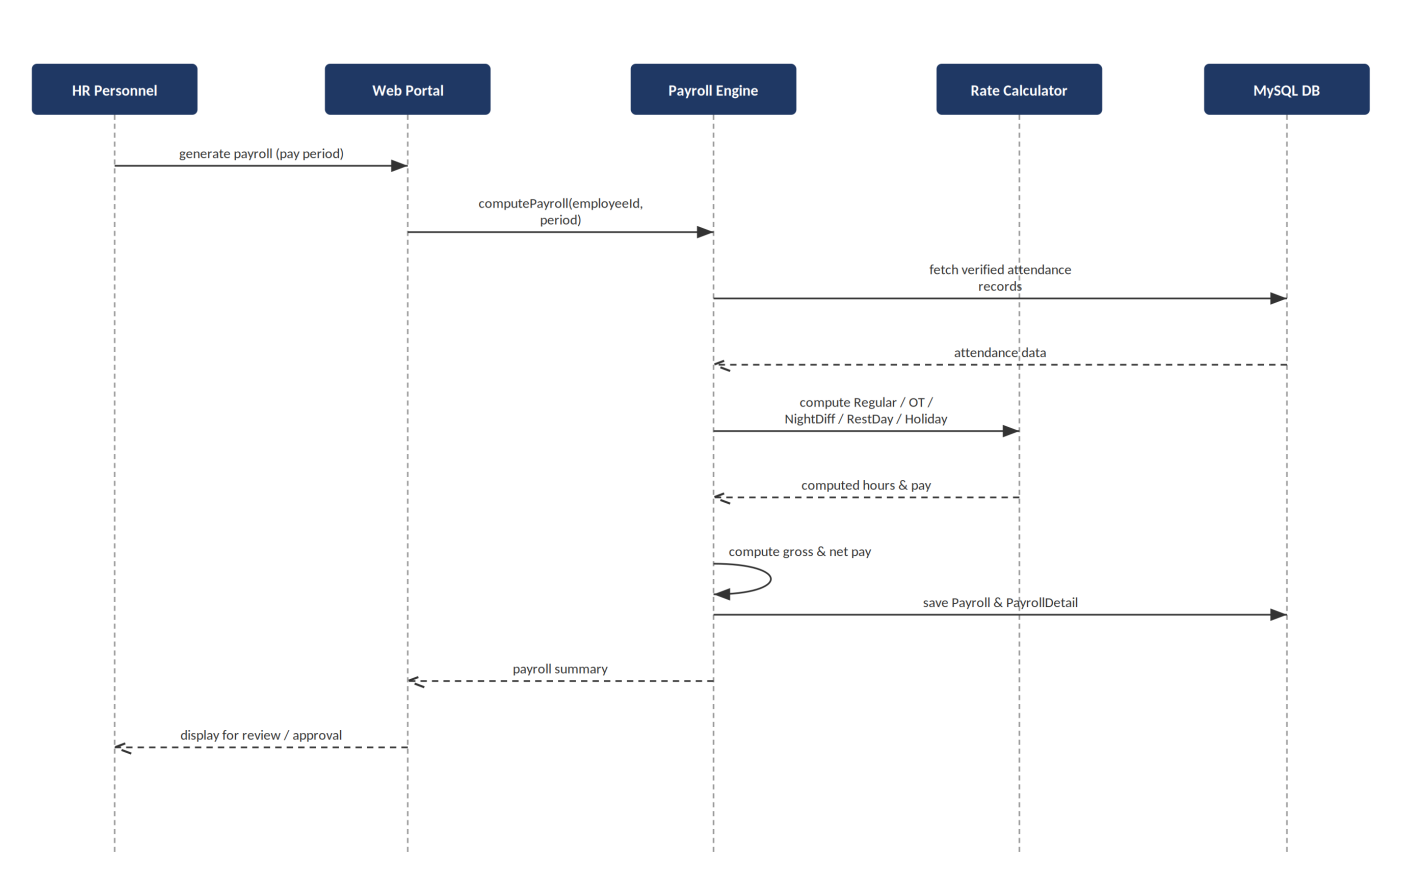 HR Personnel
Web Portal
Payroll Engine
Rate Calculator
MySQL DB
generate payroll (pay period)
computePayroll(employeeId,
period)
fetch verified attendance
records
attendance data
compute Regular / OT /
NightDiff / RestDay / Holiday
computed hours & pay
compute gross & net pay
save Payroll & PayrollDetail
payroll summary
display for review / approval